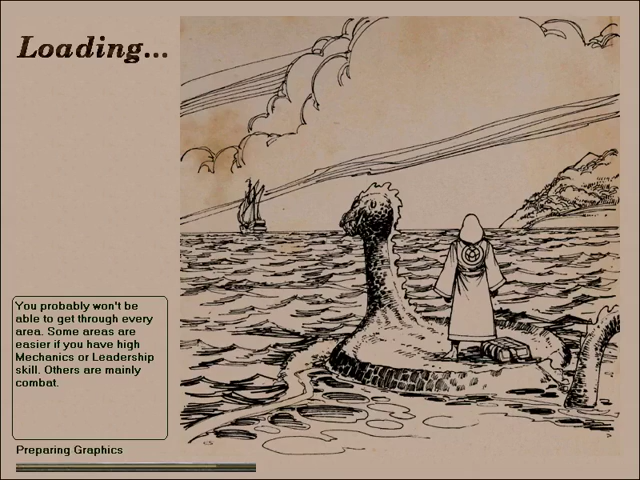 Loading...
You probably won't be
able to get through every
area. Some areas are
easier if you have high
Mechanics or Leadership
skill. Others are mainly
combat.
Preparing Graphics